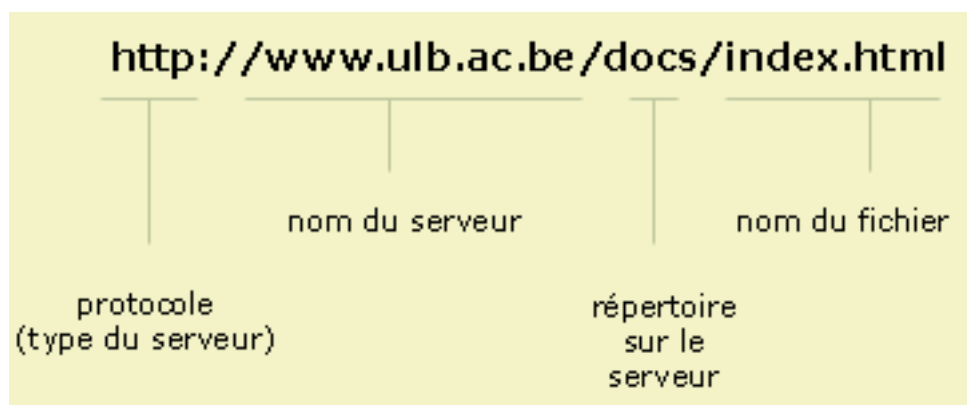 http://www.ulb.ac.be/docs/index.html
nom du serveur
nom du fichier
protocole
(type du serveur)
répertoire
sur le
serveur